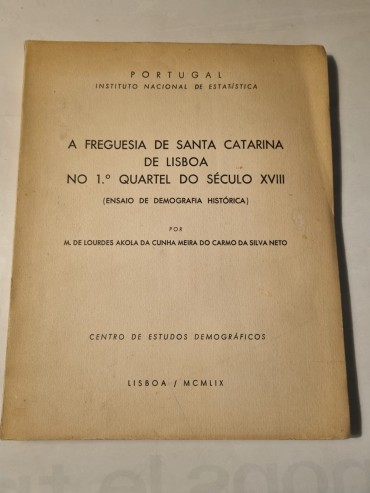 PORTUGAL
INSTITUTO NACIONAL DE ESTATÍSTICA
A FREGUESIA DE SANTA CATARINA
DE LISBOA
NO 1.º QUARTEL DO SÉCULO XVIII
(ENSAIO DE DEMOGRAFIA HISTÓRICA)
POR
M. DE LOURDES AKOLA DA CUNHA MEIRA DO CARMO DA SILVA NETO
CENTRO DE ESTUDOS DEMOGRÁFICOS
LISBOA / MCMLIX